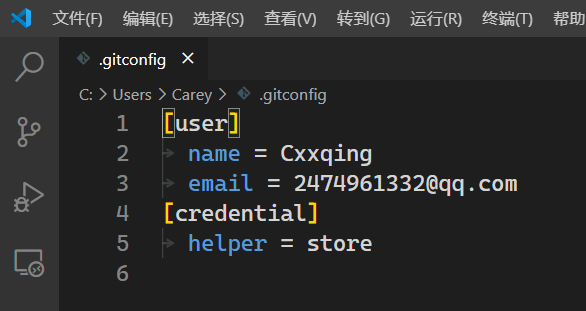 文件(F) 编辑(E) 选择(S) 查看(V) 转到(G) 运行(R) 终端(T) 帮助
.gitconfig
C: > Users > Carey > .gitconfig
1 [user]
2 name = Cxxqing
3 email = 2474961332@qq.com
4 [credential]
5 helper = store
6